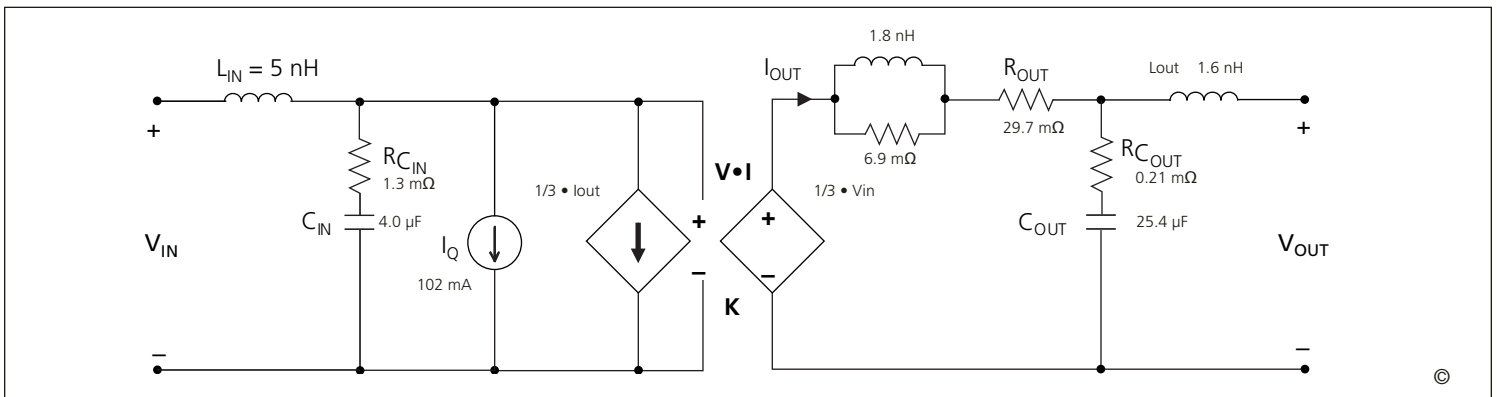 L_IN = 5 nH
+
R_C_IN
1.3 mΩ
C_IN
4.0 µF
V_IN
I_Q
102 mA
1/3 • Iout
+
−
V•I
K
1/3 • Vin
+
−
I_OUT
1.8 nH
6.9 mΩ
R_OUT
29.7 mΩ
Lout 1.6 nH
R_C_OUT
0.21 mΩ
C_OUT
25.4 µF
+
V_OUT
−
−
©